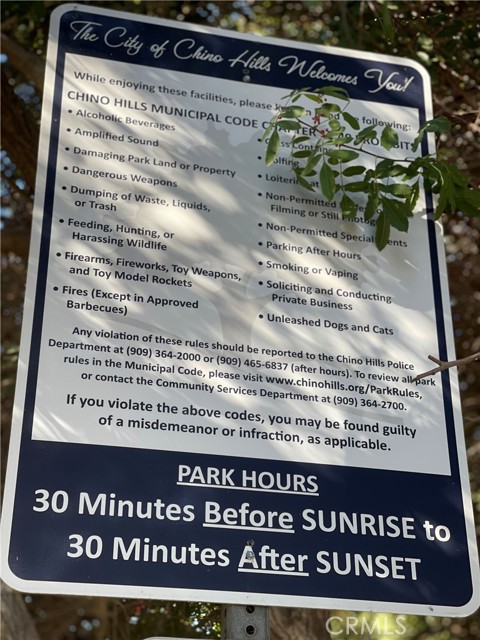 The City of Chino Hills Welcomes You!
While enjoying these facilities, please following:
CHINO HILLS MUNICIPAL CODE CHAPTER
• Alcoholic Beverages
• Amplified Sound
• Damaging Park Land or Property
• Dangerous Weapons
• Dumping of Waste, Liquids,
or Trash
• Feeding, Hunting, or
Harassing Wildlife
• Firearms, Fireworks, Toy Weapons,
and Toy Model Rockets
• Fires (Except in Approved
Barbecues)
Loitering
Non-Permitted
Filming or Still
• Non-Permitted Special
• Parking After Hours
• Smoking or Vaping
• Soliciting and Conducting
Private Business
• Unleashed Dogs and Cats
Any violation of these rules should be reported to the Chino Hills Police
Department at (909) 364-2000 or (909) 465-6837 (after hours). To review all park
rules in the Municipal Code, please visit www.chinohills.org/ParkRules,
or contact the Community Services Department at (909) 364-2700.
If you violate the above codes, you may be found guilty
of a misdemeanor or infraction, as applicable.
PARK HOURS
30 Minutes Before SUNRISE to
30 Minutes After SUNSET
CRMLS